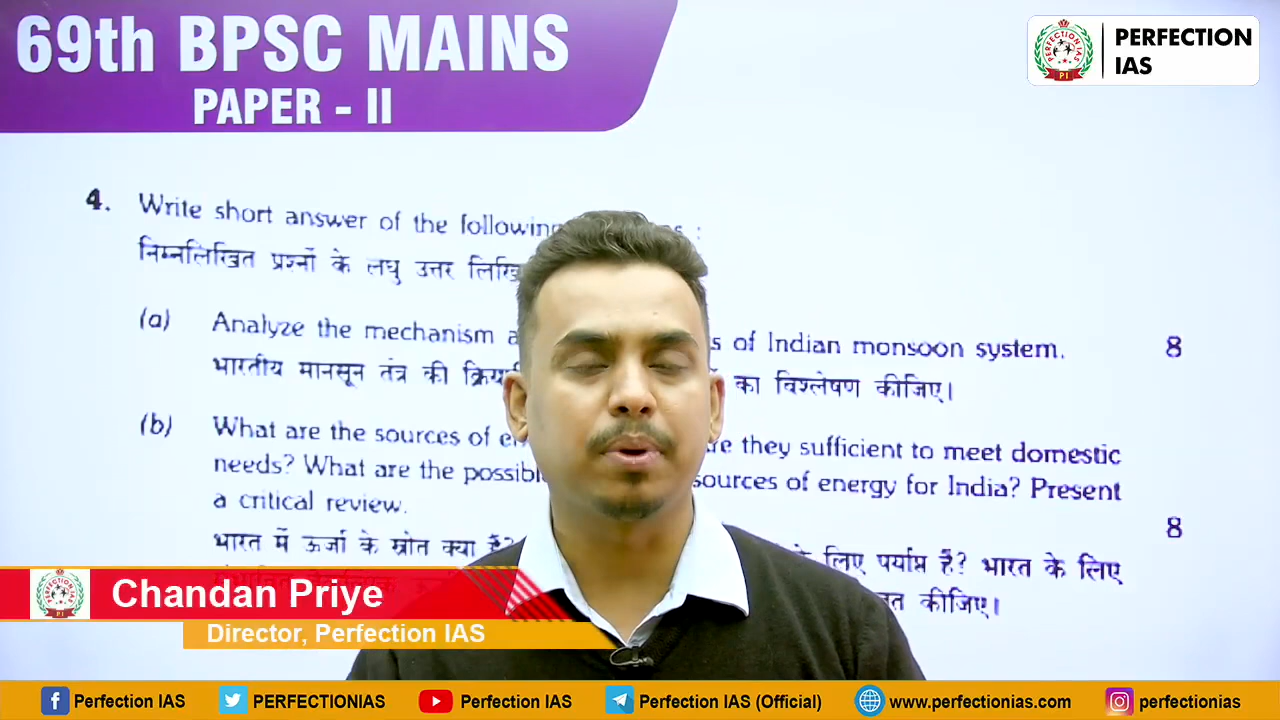 69th BPSC MAINS
PAPER - II
PERFECTION
IAS
4. Write short answer of the following :
निम्नलिखित प्रश्नों के लघु उत्तर
(a) Analyze the mechanism of Indian monsoon system. 8
भारतीय मानसून तंत्र की का विश्लेषण कीजिए।
(b) What are the sources of they sufficient to meet domestic
needs? What are the sources of energy for India? Present
a critical review. 8
भारत में ऊर्जा के स्रोत क्या लिए पर्याप्त हैं? भारत के लिए
कीजिए।
PERFECTION IAS
PI
Chandan Priye
Director, Perfection IAS
Perfection IAS PERFECTIONIAS Perfection IAS Perfection IAS (Official) www.perfectionias.com perfectionias